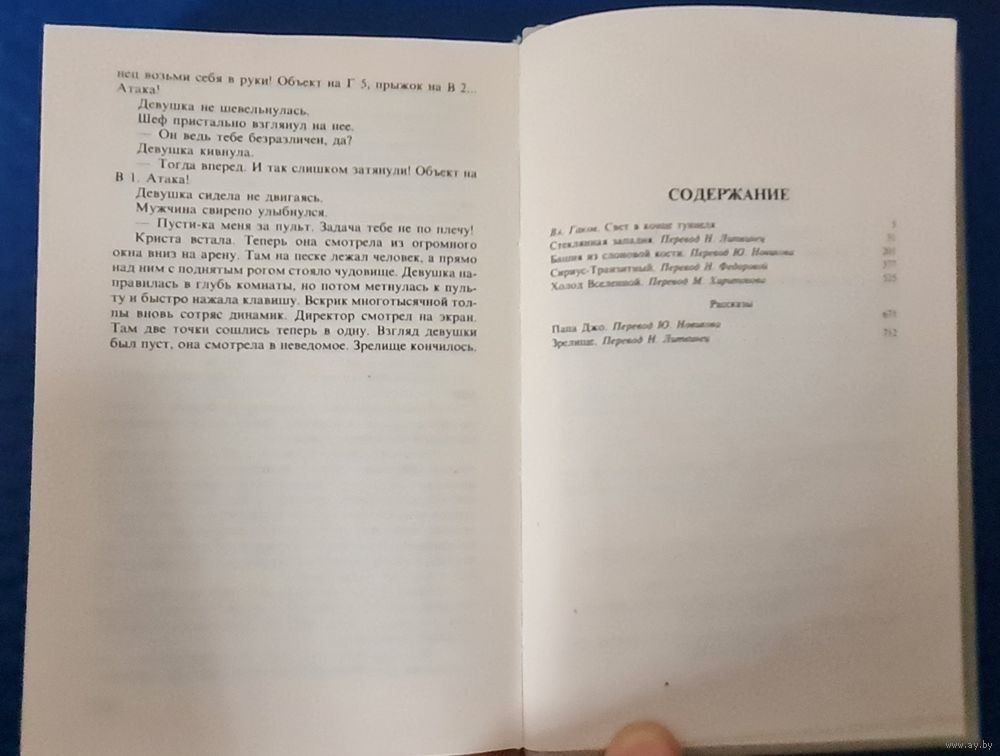 нец возьми себя в руки! Объект на Г 5, прыжок на В 2...
Атака!
Девушка не шевельнулась.
Шеф пристально взглянул на нее.
— Он ведь тебе безразличен, да?
Девушка кивнула.
— Тогда вперед. И так слишком затянули! Объект на
В 1. Атака!
Девушка сидела не двигаясь.
Мужчина свирепо улыбнулся.
— Пусти-ка меня за пульт. Задача тебе не по плечу!
Криста встала. Теперь она смотрела из огромного
окна вниз на арену. Там на песке лежал человек, а прямо
над ним с поднятым рогом стояло чудовище. Девушка на-
правилась в глубь комнаты, но потом метнулась к пуль-
ту и быстро нажала клавишу. Вскрик многотысячной тол-
пы вновь сотряс динамик. Директор смотрел на экран.
Там две точки сошлись теперь в одну. Взгляд девушки
был пуст, она смотрела в неведомое. Зрелище кончилось.
СОДЕРЖАНИЕ
Вл. Гаков. Свет в конце туннеля 5
Стеклянная западня. Перевод Н. Литвинец
Башня из слоновой кости. Перевод Ю. Новикова 201
Сириус-Транзитный. Перевод Н. Федоровой 377
Холод Вселенной. Перевод М. Харитонова 525
Рассказы
Папа Джо. Перевод Ю. Новикова 671
Зрелище. Перевод Н. Литвинец 712
www.ay.by